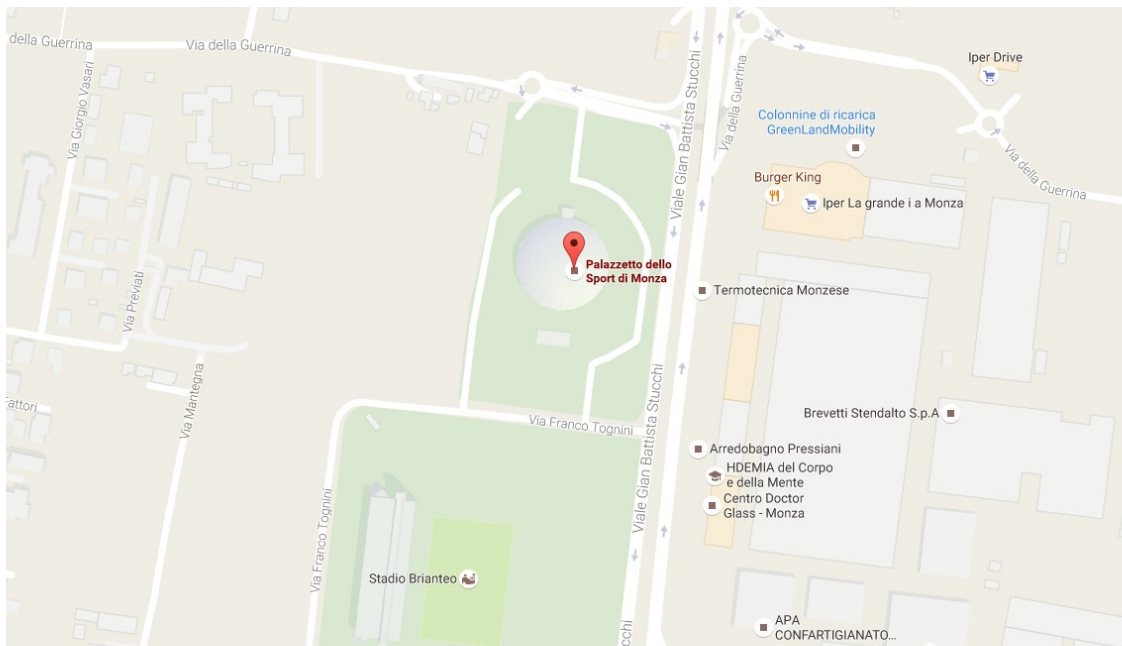 della Guerrina
Via della Guerrina
Via Giorgio Vasari
Viale Gian Battista Stucchi
Via della Guerrina
Iper Drive
Colonnine di ricarica
GreenLandMobility
Via della Guerrina
Burger King
Iper La grande i a Monza
Palazzetto dello
Sport di Monza
Termotecnica Monzese
Via Previati
Via Mantegna
Fattori
Via Franco Tognini
Viale Gian Battista Stucchi
Brevetti Stendalto S.p.A
Arredobagno Pressiani
HDEMIA del Corpo
e della Mente
Centro Doctor
Glass - Monza
Via Franco Tognini
Stadio Brianteo
APA
CONFARTIGIANATO...
cchi